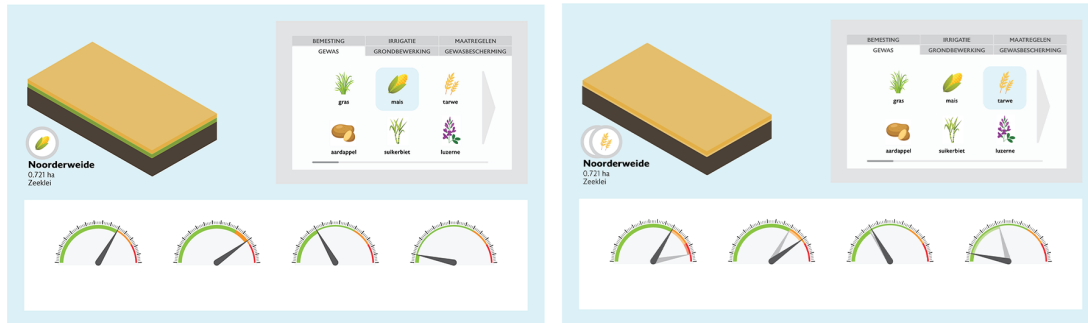 BEMESTING IRRIGATIE MAATREGELEN
GEWAS GRONDBEWERKING GEWASBESCHERMING
gras mais tarwe
aardappel suikerbiet luzerne
Noorderweide
0.721 ha
Zeeklei
BEMESTING IRRIGATIE MAATREGELEN
GEWAS GRONDBEWERKING GEWASBESCHERMING
gras mais tarwe
aardappel suikerbiet luzerne
Noorderweide
0.721 ha
Zeeklei